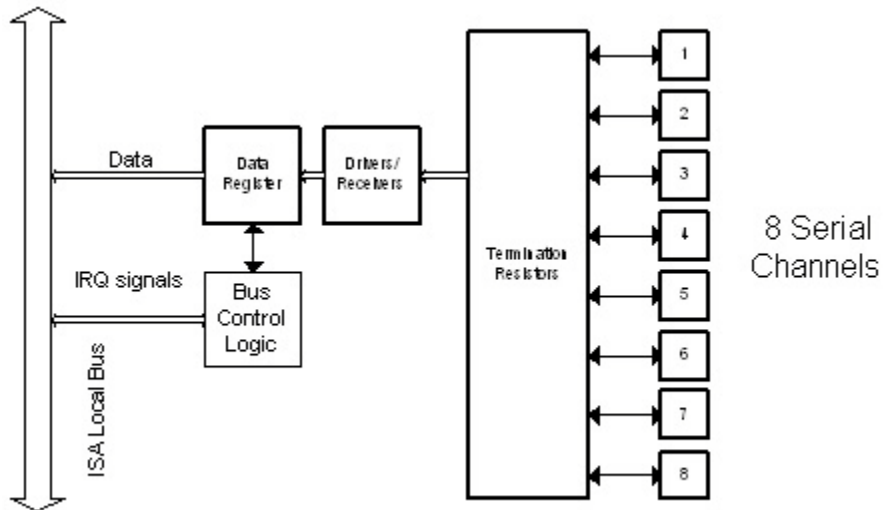 Data
Data
Register
Drivers/
Receivers
IRQ signals
Bus
Control
Logic
ISA Local Bus
Termination
Resistors
1
2
3
4
5
6
7
8
8 Serial
Channels